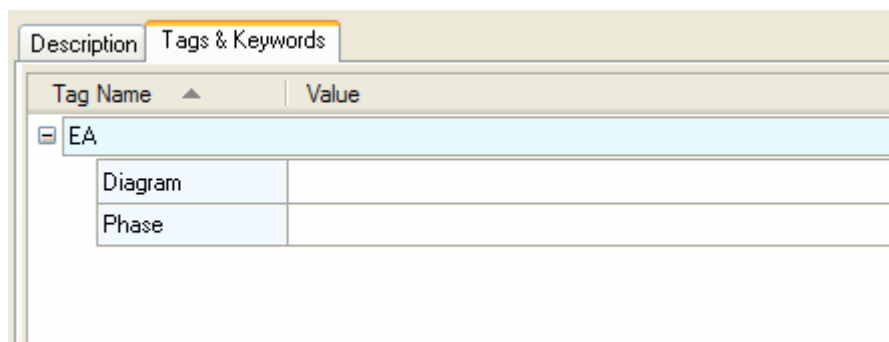 Description Tags & Keywords
Tag Name Value
EA
Diagram
Phase